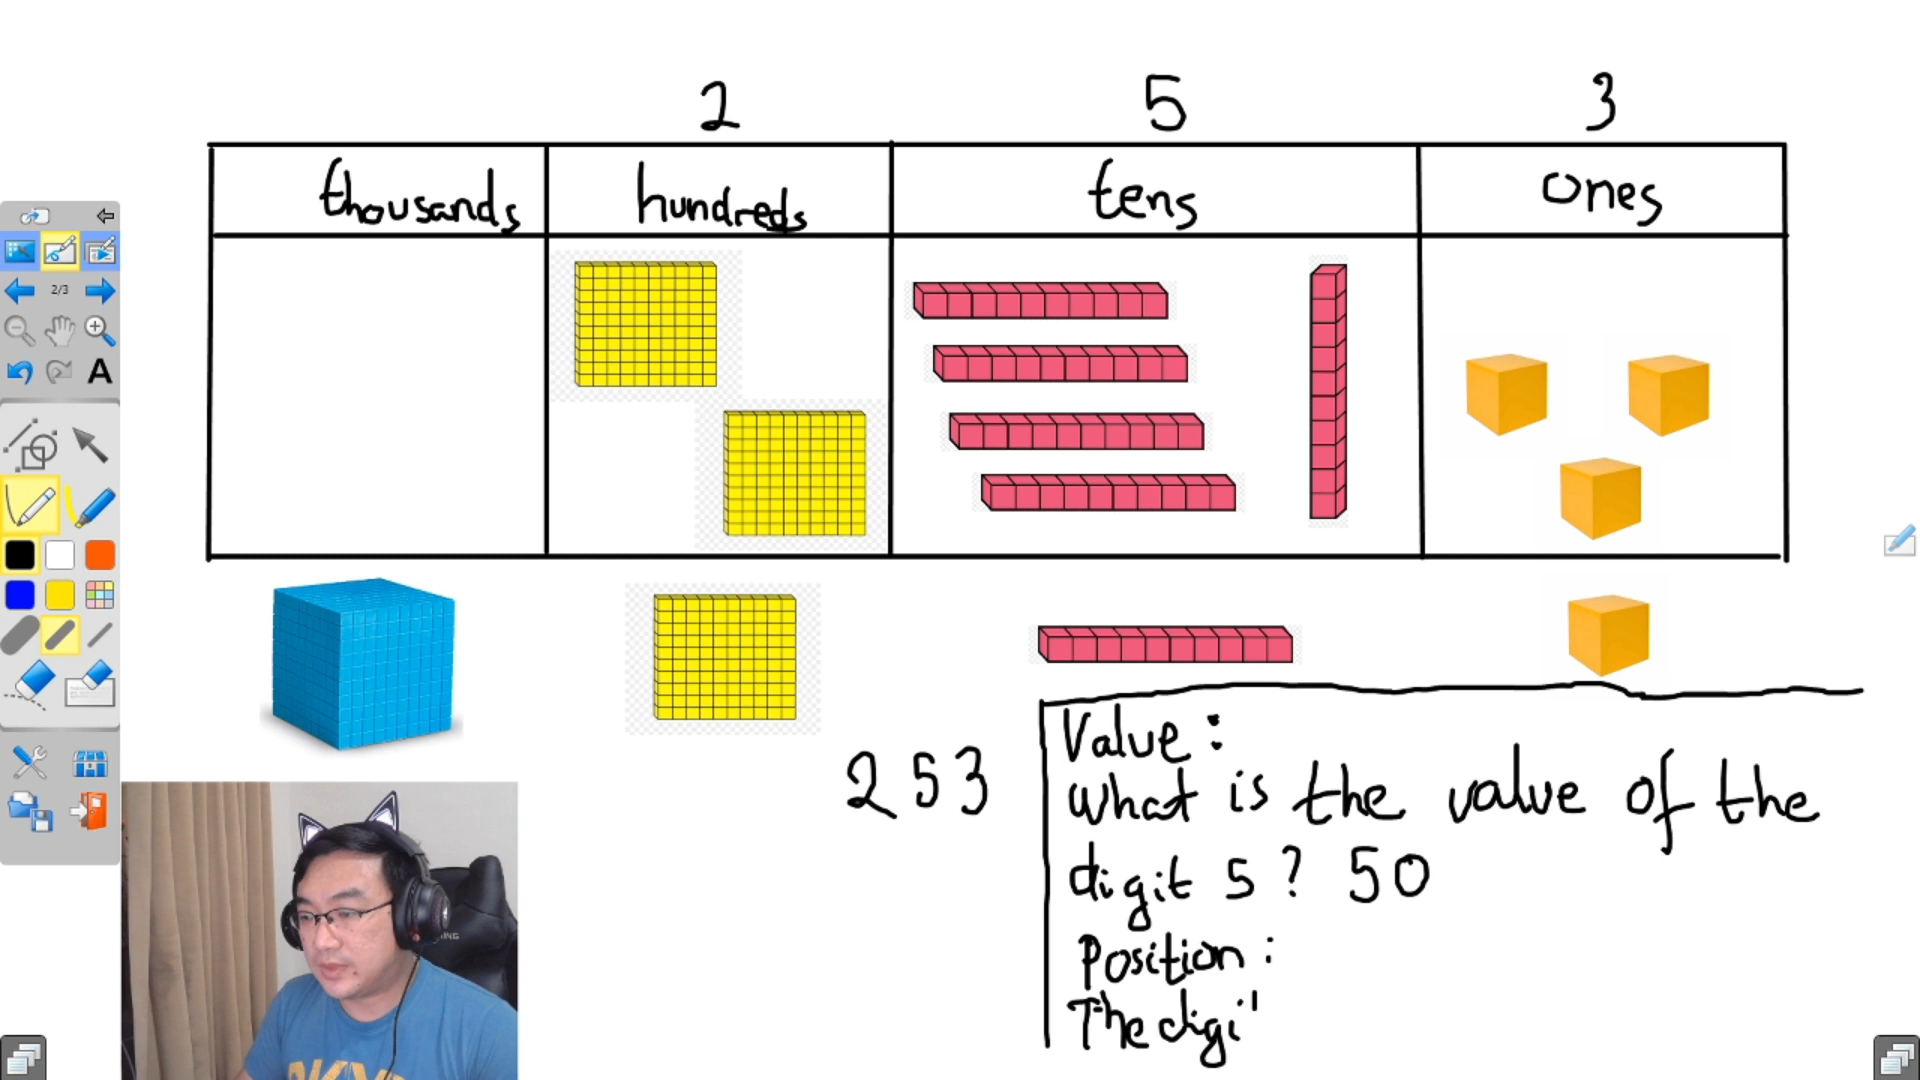 2 5 3
thousands hundreds tens ones
2/3
A
253
Value:
What is the value of the
digit 5? 50
Position:
The digi